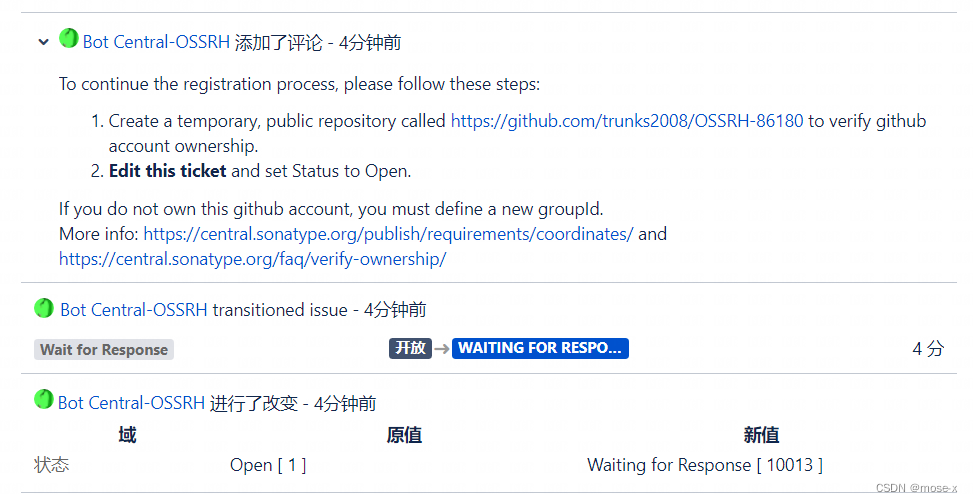 Bot Central-OSSRH 添加了评论 - 4分钟前
To continue the registration process, please follow these steps:
1. Create a temporary, public repository called https://github.com/trunks2008/OSSRH-86180 to verify github
account ownership.
2. Edit this ticket and set Status to Open.
If you do not own this github account, you must define a new groupId.
More info: https://central.sonatype.org/publish/requirements/coordinates/ and
https://central.sonatype.org/faq/verify-ownership/
Bot Central-OSSRH transitioned issue - 4分钟前
Wait for Response 开放 → WAITING FOR RESPO... 4 分
Bot Central-OSSRH 进行了改变 - 4分钟前
域 原值 新值
状态 Open [ 1 ] Waiting for Response [ 10013 ]
CSDN @mose-x